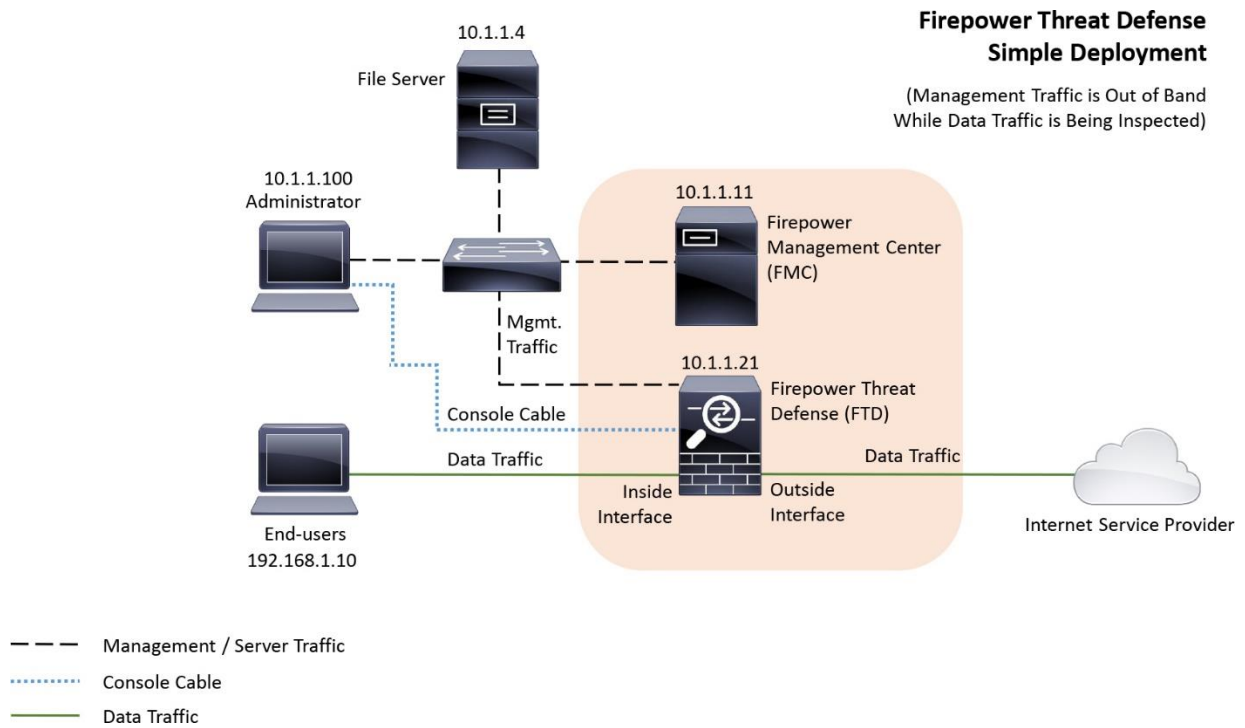 Firepower Threat Defense
Simple Deployment
(Management Traffic is Out of Band
While Data Traffic is Being Inspected)
10.1.1.4
File Server
10.1.1.100
Administrator
10.1.1.11
Firepower
Management Center
(FMC)
Mgmt.
Traffic
10.1.1.21
Firepower Threat
Defense (FTD)
Console Cable
Data Traffic
Data Traffic
Inside
Interface
Outside
Interface
Internet Service Provider
End-users
192.168.1.10
Management / Server Traffic
Console Cable
Data Traffic